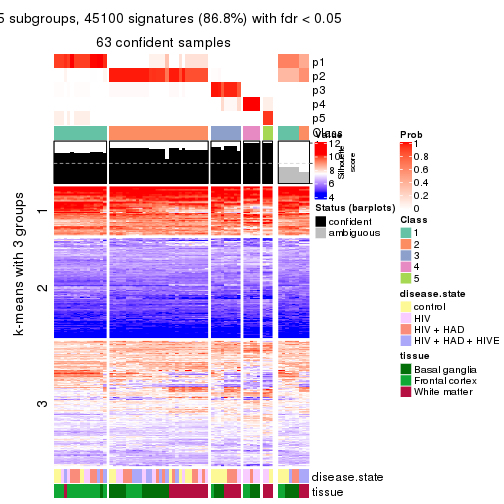 5 subgroups, 45100 signatures (86.8%) with fdr < 0.05
63 confident samples
p1
p2
p3
p4
p5
Class
k-means with 3 groups
1
2
3
Value
12
10
8
6
4
Silhouette
score
Status (barplots)
confident
ambiguous
Prob
1
0.8
0.6
0.4
0.2
0
Class
1
2
3
4
5
disease.state
control
HIV
HIV + HAD
HIV + HAD + HIVE
tissue
Basal ganglia
Frontal cortex
White matter
disease.state
tissue